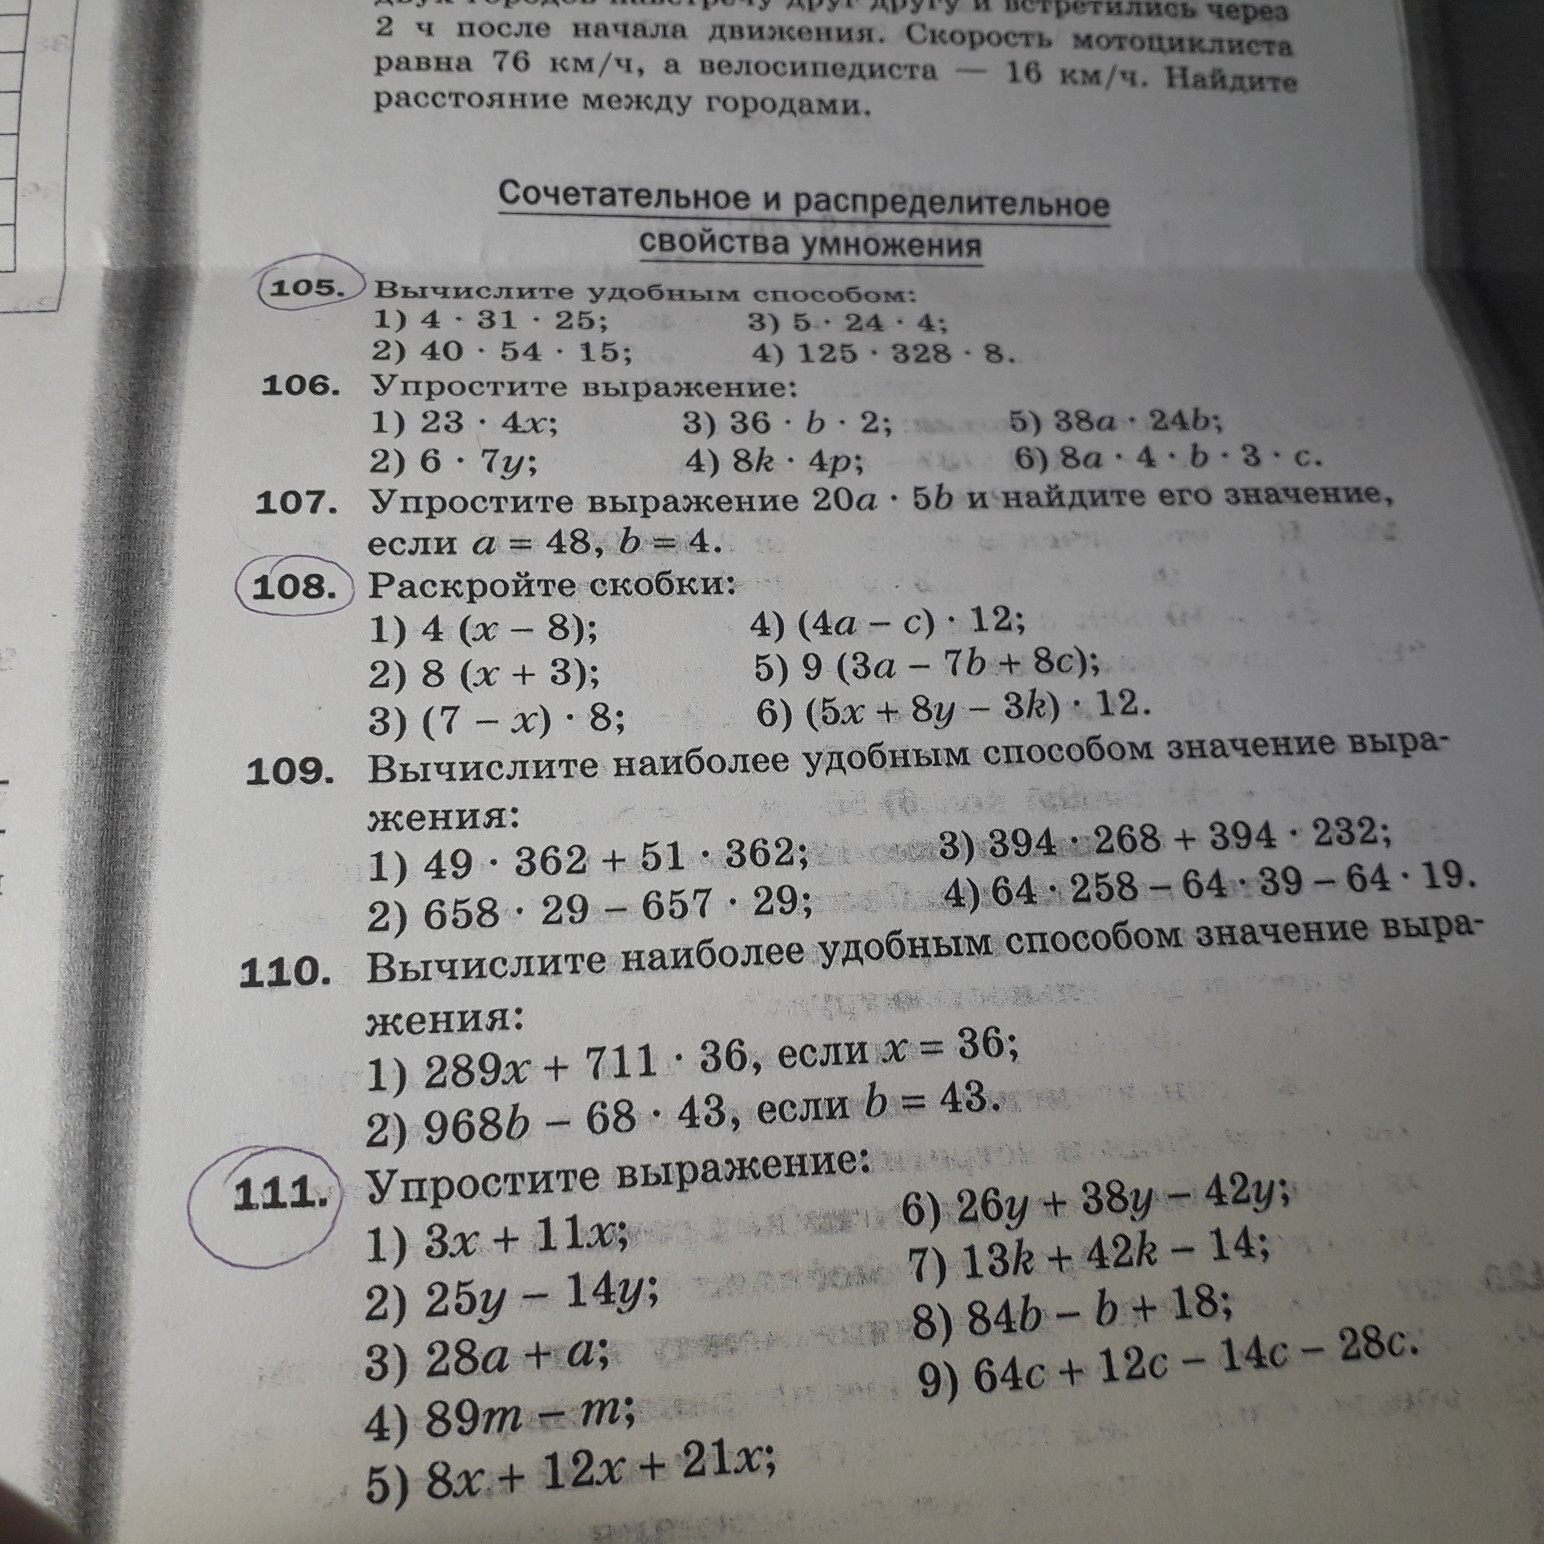 двух городов навстречу друг другу и встретились через
2 ч после начала движения. Скорость мотоциклиста
равна 76 км/ч, а велосипедиста — 16 км/ч. Найдите
расстояние между городами.
Сочетательное и распределительное
свойства умножения
105. Вычислите удобным способом:
1) 4 · 31 · 25; 3) 5 · 24 · 4;
2) 40 · 54 · 15; 4) 125 · 328 · 8.
106. Упростите выражение:
1) 23 · 4x; 3) 36 · b · 2; 5) 38a · 24b;
2) 6 · 7y; 4) 8k · 4p; 6) 8a · 4 · b · 3 · c.
107. Упростите выражение 20a · 5b и найдите его значение,
если a = 48, b = 4.
108. Раскройте скобки:
1) 4 (x – 8); 4) (4a – c) · 12;
2) 8 (x + 3); 5) 9 (3a – 7b + 8c);
3) (7 – x) · 8; 6) (5x + 8y – 3k) · 12.
109. Вычислите наиболее удобным способом значение выра-
жения:
1) 49 · 362 + 51 · 362; 3) 394 · 268 + 394 · 232;
2) 658 · 29 – 657 · 29; 4) 64 · 258 – 64 · 39 – 64 · 19.
110. Вычислите наиболее удобным способом значение выра-
жения:
1) 289x + 711 · 36, если x = 36;
2) 968b – 68 · 43, если b = 43.
111. Упростите выражение:
1) 3x + 11x; 6) 26y + 38y – 42y;
2) 25y – 14y; 7) 13k + 42k – 14;
3) 28a + a; 8) 84b – b + 18;
4) 89m – m; 9) 64c + 12c – 14c – 28c.
5) 8x + 12x + 21x;